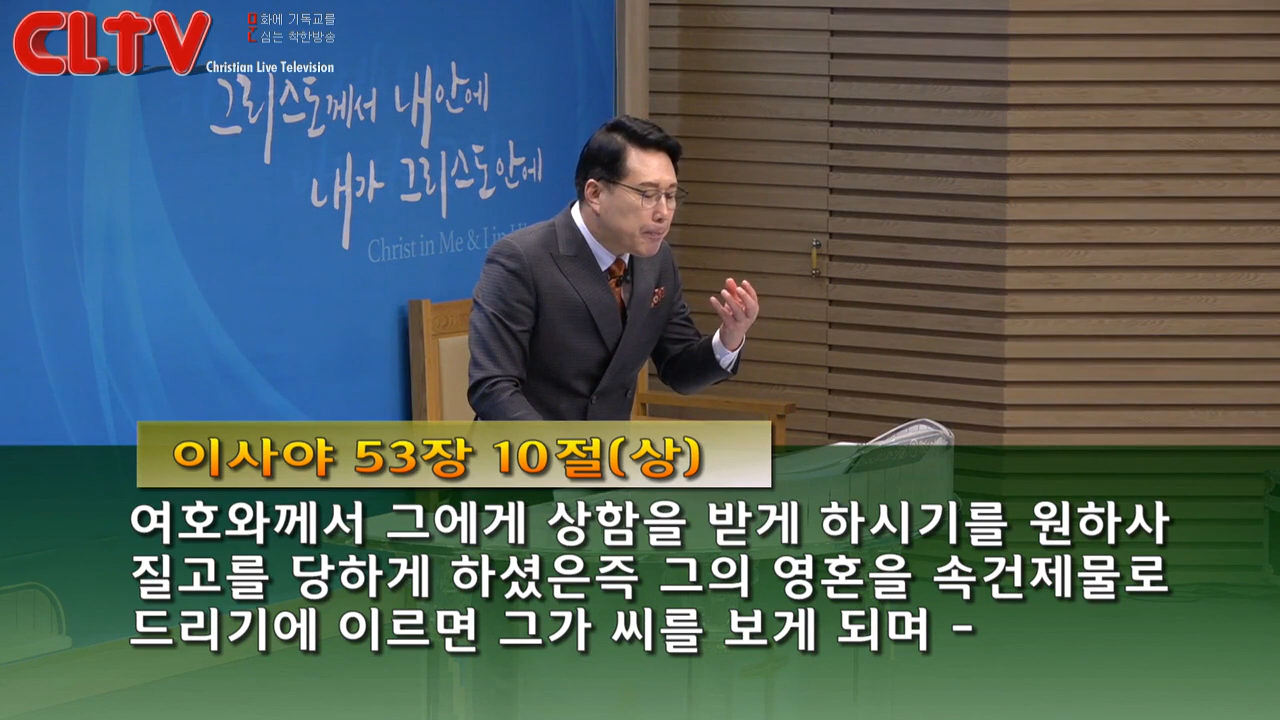 CLTV
문화에 기독교를
심는 착한방송
Christian Live Television
그리스도께서 내안에
내가 그리스도안에
Christ in Me & I in
이사야 53장 10절(상)
여호와께서 그에게 상함을 받게 하시기를 원하사
질고를 당하게 하셨은즉 그의 영혼을 속건제물로
드리기에 이르면 그가 씨를 보게 되며 -